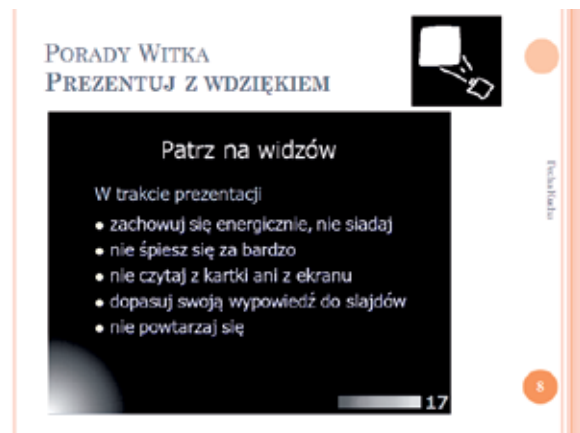 PORADY WITKA
PREZENTUJ Z WDZIĘKIEM
Patrz na widzów
W trakcie prezentacji
• zachowuj się energicznie, nie siadaj
• nie śpiesz się za bardzo
• nie czytaj z kartki ani z ekranu
• dopasuj swoją wypowiedź do slajdów
• nie powtarzaj się
17
PechaKucha
8